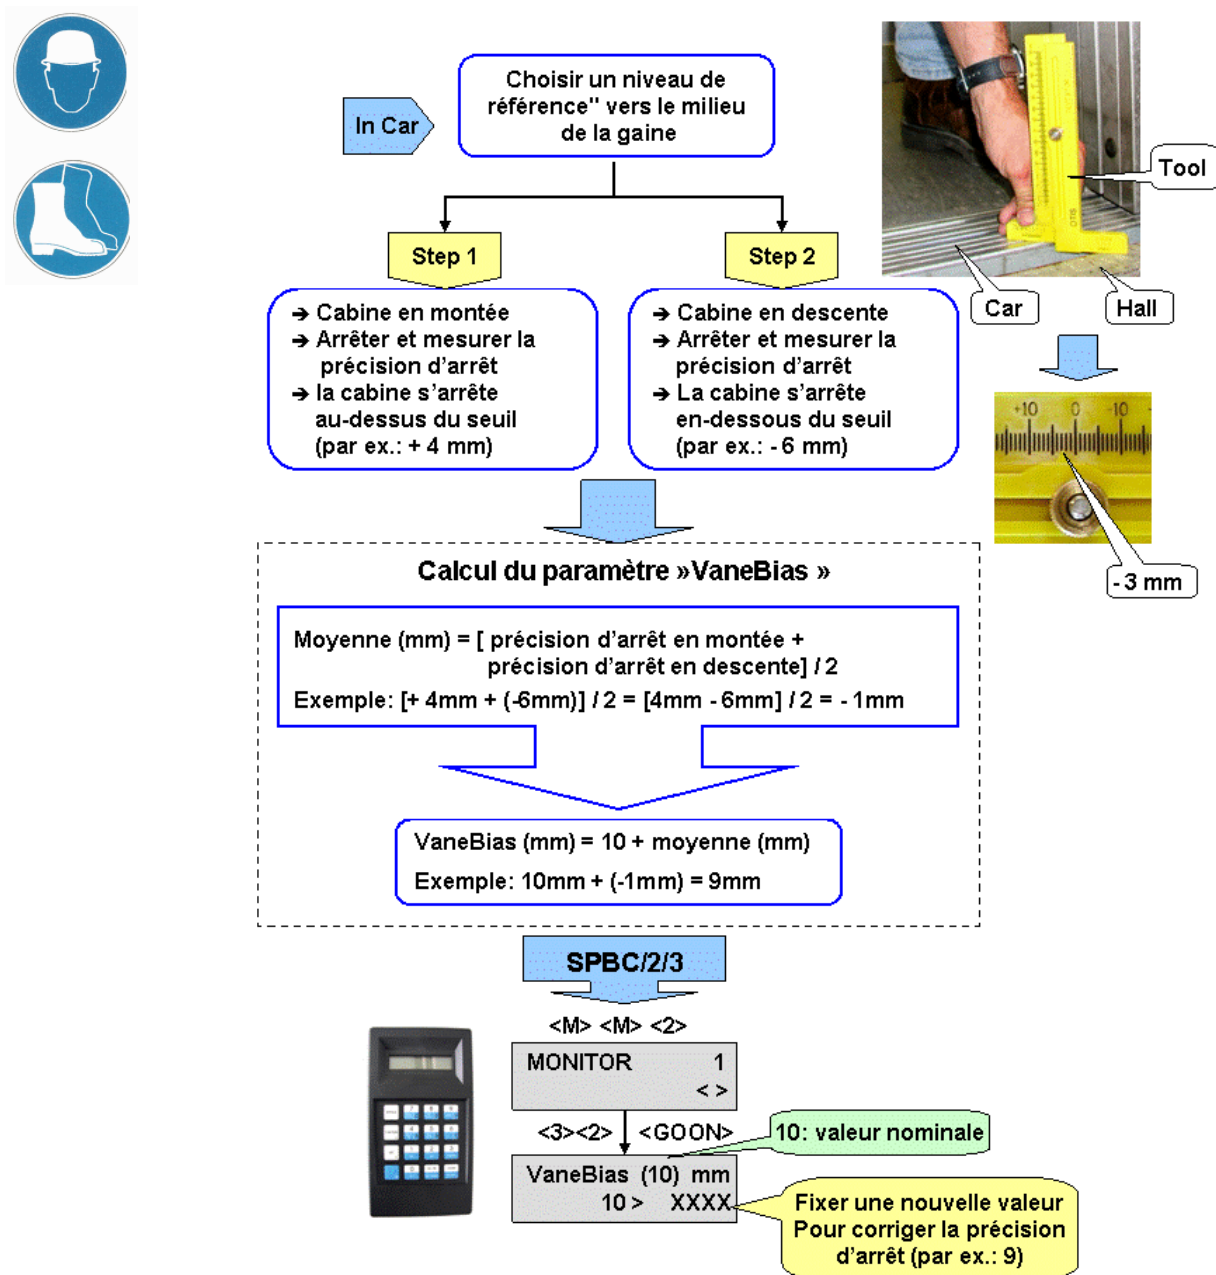 In Car
Choisir un niveau de
référence" vers le milieu
de la gaine
Tool
Car
Hall
OTIS
Step 1
Step 2
➔ Cabine en montée
➔ Arrêter et mesurer la
précision d'arrêt
➔ la cabine s'arrête
au-dessus du seuil
(par ex.: + 4 mm)
➔ Cabine en descente
➔ Arrêter et mesurer la
précision d'arrêt
➔ La cabine s'arrête
en-dessous du seuil
(par ex.: - 6 mm)
+10 0 -10
- 3 mm
Calcul du paramètre »VaneBias »
Moyenne (mm) = [ précision d'arrêt en montée +
précision d'arrêt en descente] / 2
Exemple: [+ 4mm + (-6mm)] / 2 = [4mm - 6mm] / 2 = - 1mm
VaneBias (mm) = 10 + moyenne (mm)
Exemple: 10mm + (-1mm) = 9mm
SPBC/2/3
<M> <M> <2>
MONITOR 1
< >
<3><2> <GOON>
10: valeur nominale
VaneBias (10) mm
10 > XXXX
Fixer une nouvelle valeur
Pour corriger la précision
d'arrêt (par ex.: 9)